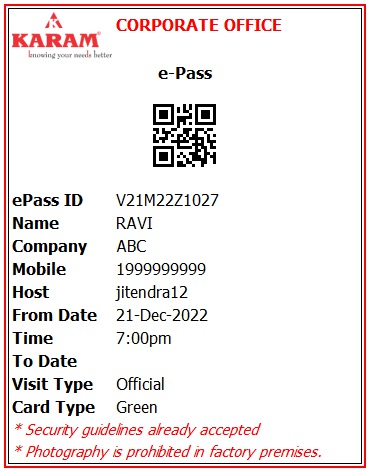 CORPORATE OFFICE
KARAM®
knowing your needs better
e-Pass
ePass ID V21M22Z1027
Name RAVI
Company ABC
Mobile 1999999999
Host jitendra12
From Date 21-Dec-2022
Time 7:00pm
To Date
Visit Type Official
Card Type Green
* Security guidelines already accepted
* Photography is prohibited in factory premises.